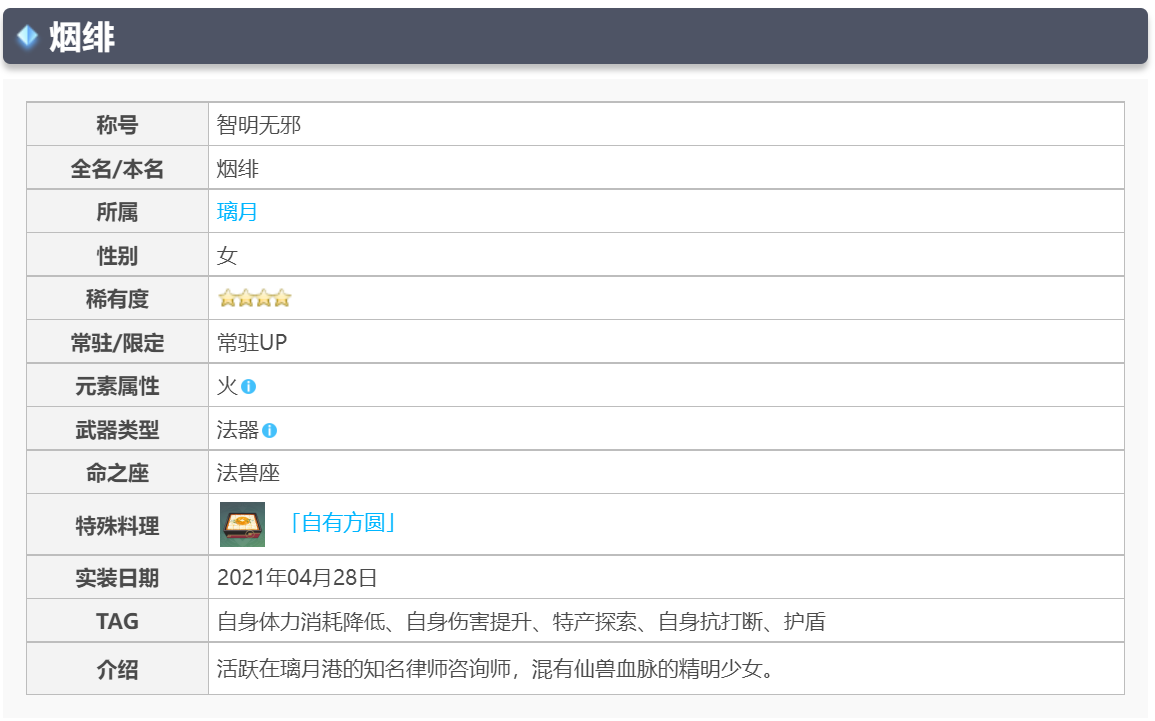 烟绯
称号 智明无邪
全名/本名 烟绯
所属 璃月
性别 女
稀有度
常驻/限定 常驻UP
元素属性 火
武器类型 法器
命之座 法兽座
特殊料理 「自有方圆」
实装日期 2021年04月28日
TAG 自身体力消耗降低、自身伤害提升、特产探索、自身抗打断、护盾
介绍 活跃在璃月港的知名律师咨询师，混有仙兽血脉的精明少女。